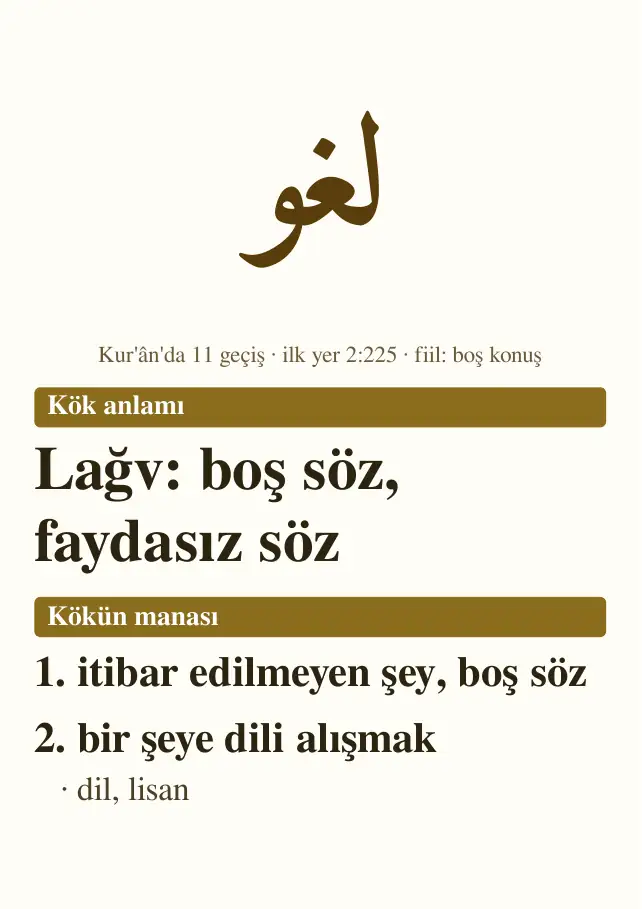 لغو
Kur'ân'da 11 geçiş · ilk yer 2:225 · fiil: boş konuş
Kök anlamı
Lağv: boş söz,
faydasız söz
Kökün manası
1. itibar edilmeyen şey, boş söz
2. bir şeye dili alışmak
· dil, lisan